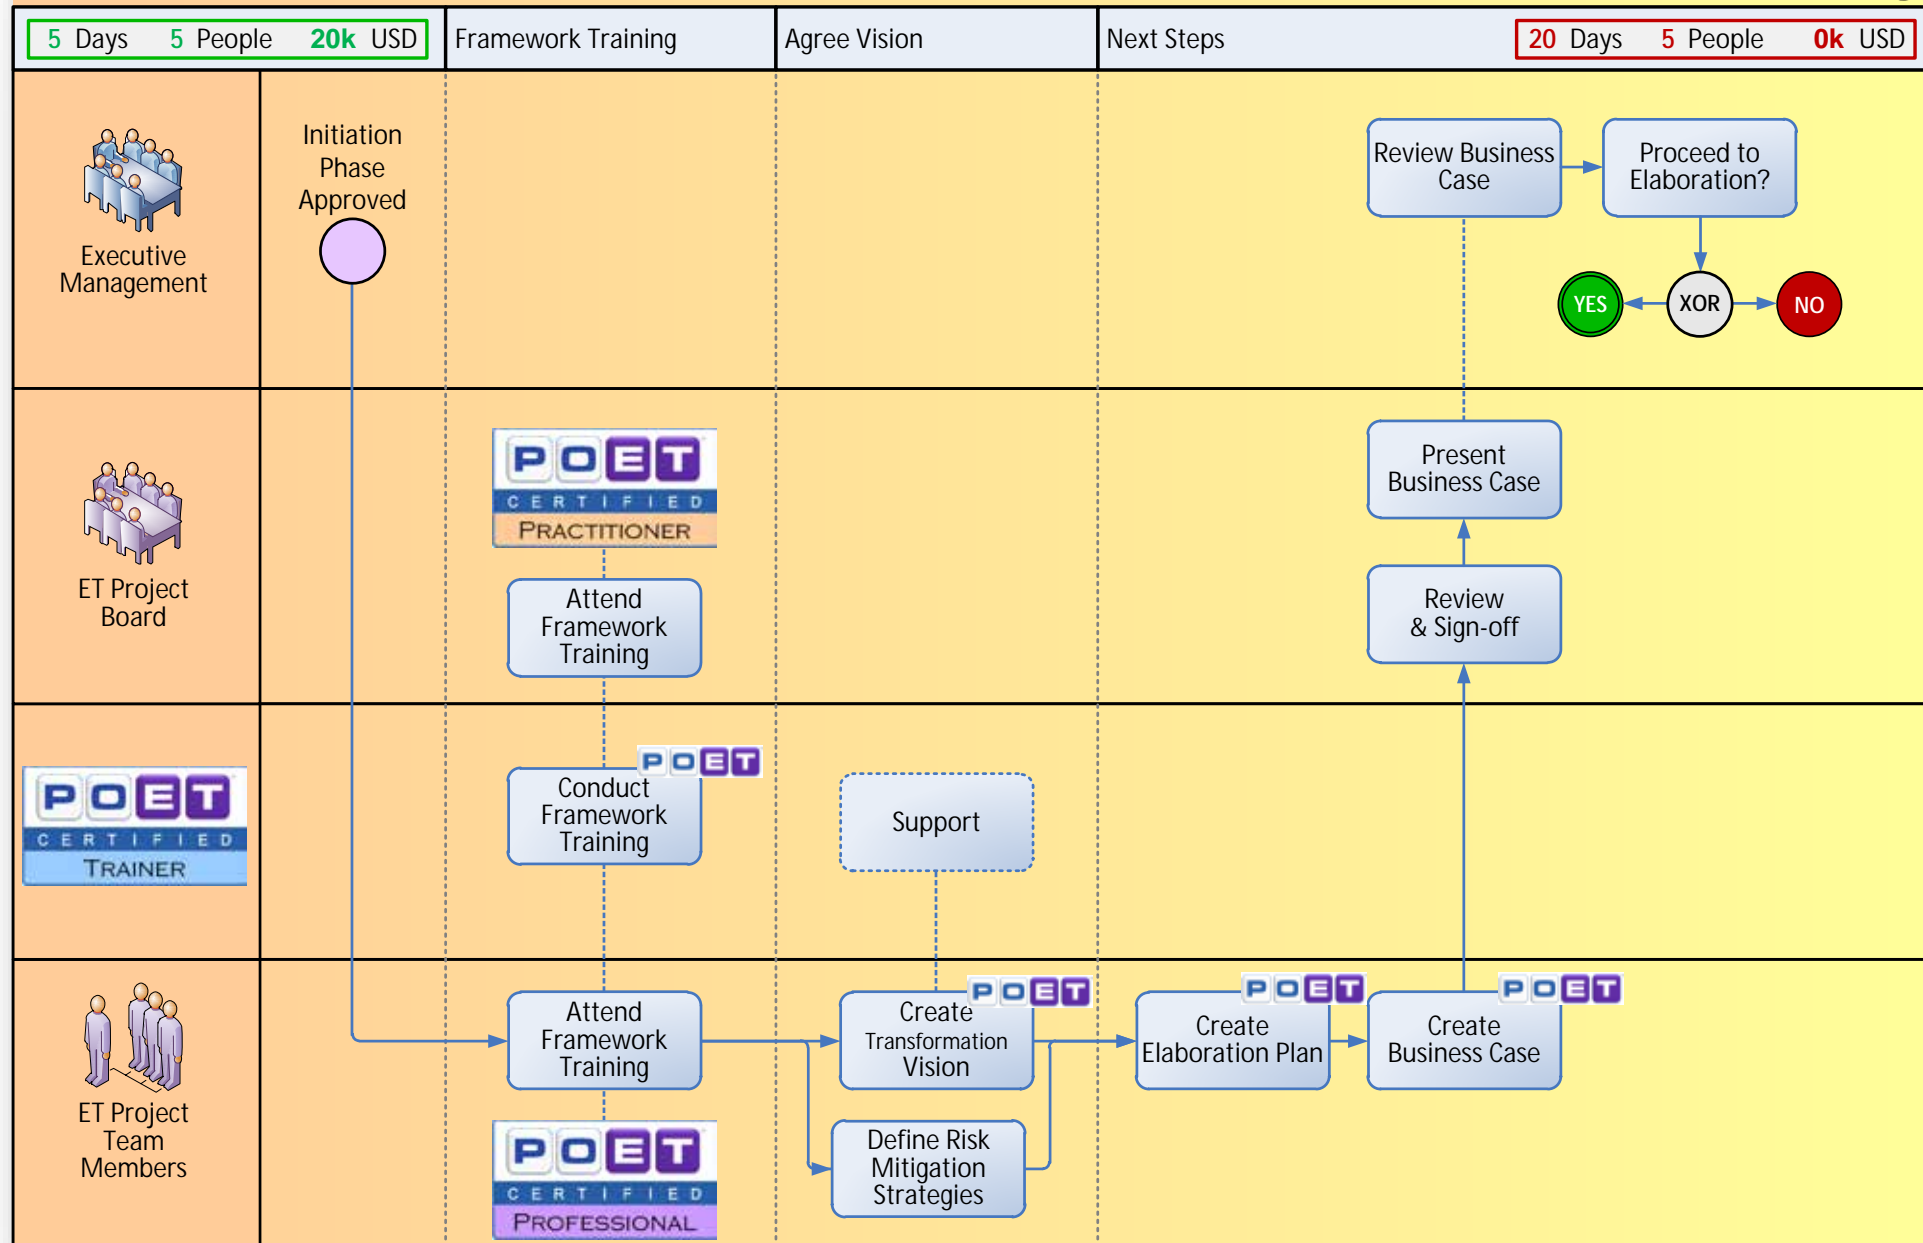 5 Days 5 People 20k USD
Framework Training
Agree Vision
Next Steps
20 Days 5 People 0k USD
Executive
Management
Initiation
Phase
Approved
Review Business
Case
Proceed to
Elaboration?
YES
XOR
NO
ET Project
Board
POET
CERTIFIED
PRACTITIONER
Attend
Framework
Training
Present
Business Case
Review
& Sign-off
POET
CERTIFIED
TRAINER
POET
Conduct
Framework
Training
Support
ET Project
Team
Members
Attend
Framework
Training
POET
CERTIFIED
PROFESSIONAL
POET
Create
Transformation
Vision
Define Risk
Mitigation
Strategies
POET
Create
Elaboration Plan
POET
Create
Business Case